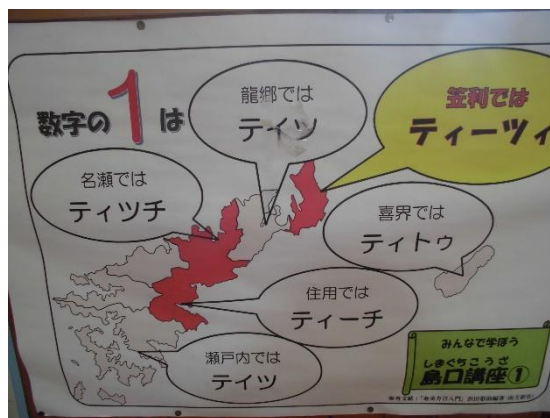 数字の1は
龍郷では
テイツ
笠利では
ティーツィ
名瀬では
ティツチ
喜界では
ティトゥ
住用では
ティーチ
瀬戸内では
テイツ
みんなで学ぼう
しまぐちこうざ
島口講座①